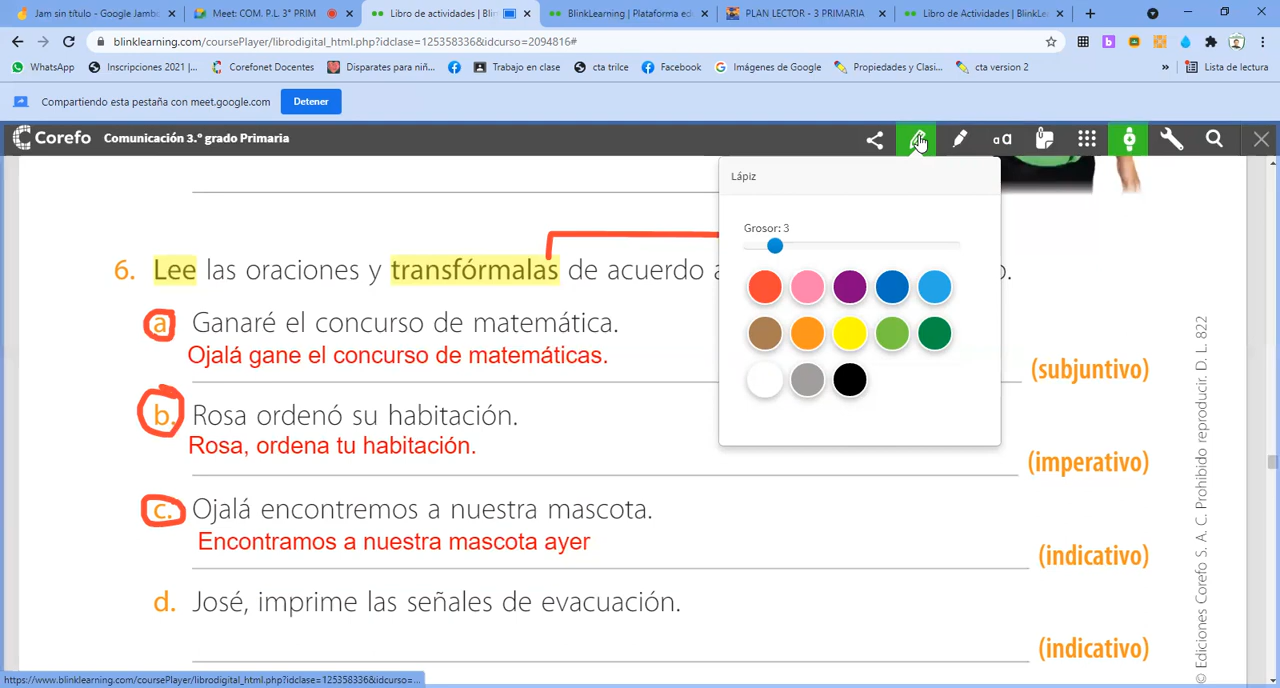 Jam sin título - Google Jamb
Meet: COM. P.L. 3° PRIM
Libro de actividades | Blin
BlinkLearning | Plataforma ed
PLAN LECTOR - 3 PRIMARIA
Libro de Actividades | BlinkLe
blinklearning.com/coursePlayer/librodigital_html.php?idclase=125358336&idcurso=2094816#
WhatsApp
Inscripciones 2021 |...
Corefonet Docentes
Disparates para niñ...
Trabajo en clase
cta trilce
Facebook
Imágenes de Google
Propiedades y Clasi...
cta version 2
»
Lista de lectura
Compartiendo esta pestaña con meet.google.com
Detener
Corefo
Comunicación 3.º grado Primaria
a a
Lápiz
Grosor: 3
6. Lee las oraciones y transfórmalas de acuerdo a o.
a Ganaré el concurso de matemática.
Ojalá gane el concurso de matemáticas.
(subjuntivo)
b. Rosa ordenó su habitación.
Rosa, ordena tu habitación.
(imperativo)
c. Ojalá encontremos a nuestra mascota.
Encontramos a nuestra mascota ayer
(indicativo)
d. José, imprime las señales de evacuación.
(indicativo)
© Ediciones Corefo S. A. C. Prohibido reproducir. D. L. 822
https://www.blinklearning.com/coursePlayer/librodigital_html.php?idclase=125358336&idcurso=...